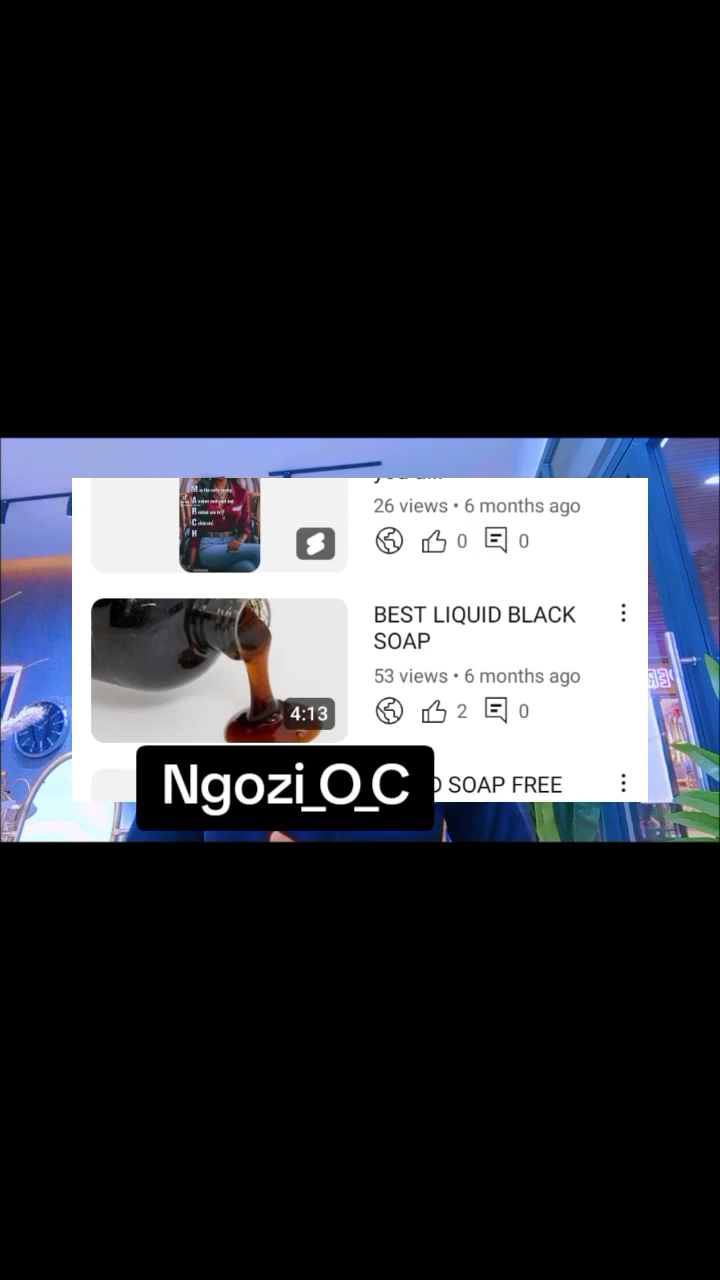 26 views • 6 months ago
0 0
BEST LIQUID BLACK
SOAP
4:13
53 views • 6 months ago
2 0
SOAP FREE
Ngozi_O_C